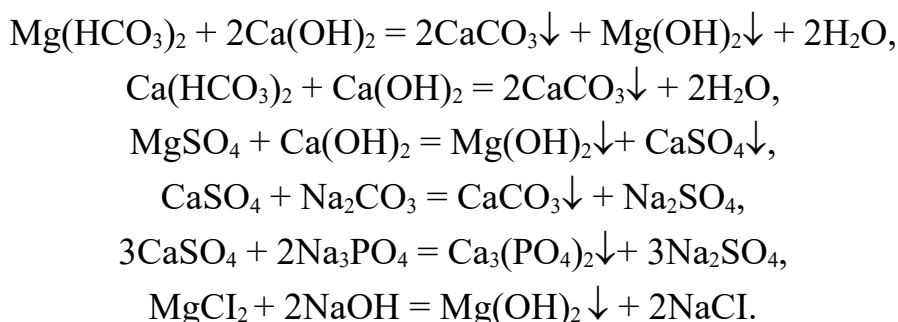 Mg(HCO₃)₂ + 2Ca(OH)₂ = 2CaCO₃↓ + Mg(OH)₂↓ + 2H₂O,
Ca(HCO₃)₂ + Ca(OH)₂ = 2CaCO₃↓ + 2H₂O,
MgSO₄ + Ca(OH)₂ = Mg(OH)₂↓+ CaSO₄↓,
CaSO₄ + Na₂CO₃ = CaCO₃↓ + Na₂SO₄,
3CaSO₄ + 2Na₃PO₄ = Ca₃(PO₄)₂↓+ 3Na₂SO₄,
MgCI₂ + 2NaOH = Mg(OH)₂↓ + 2NaCI.